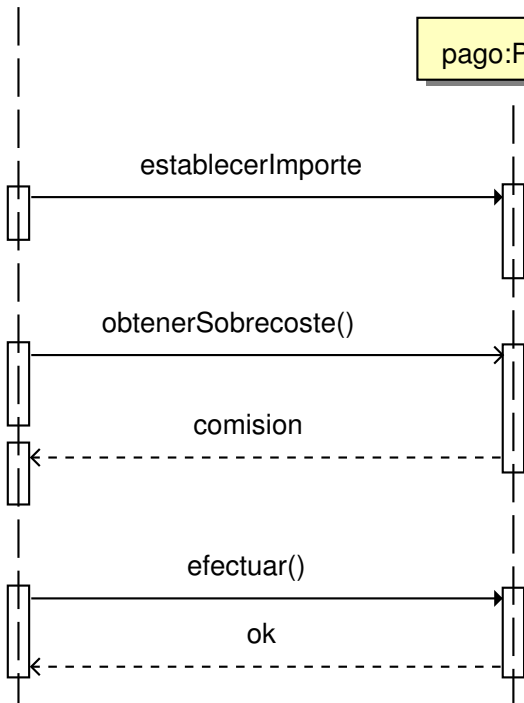 pago:P
establecerImporte
obtenerSobrecoste()
comision
efectuar()
ok